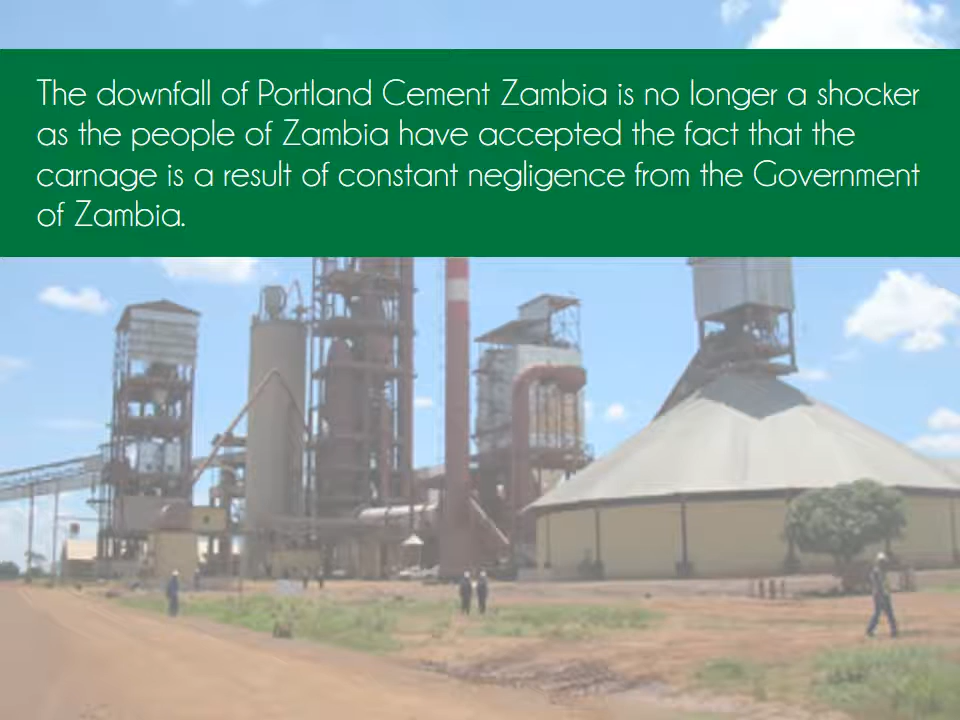 The downfall of Portland Cement Zambia is no longer a shocker
as the people of Zambia have accepted the fact that the
carnage is a result of constant negligence from the Government
of Zambia.